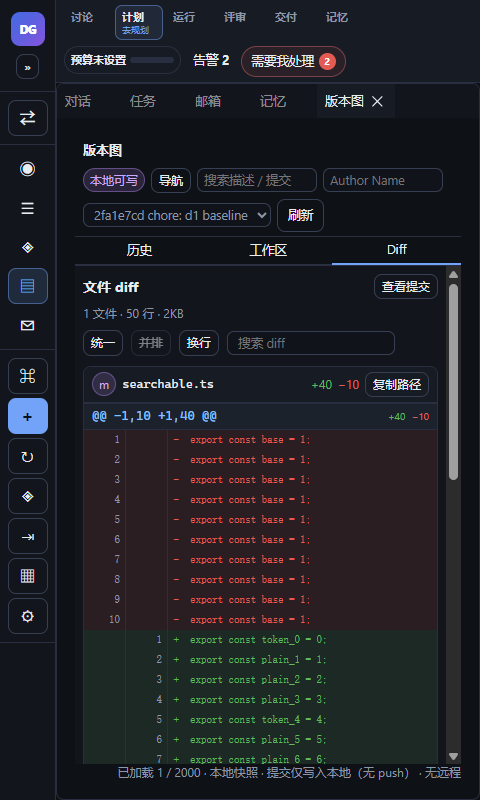 DG
讨论 计划 运行 评审 交付 记忆
去规划
»
预算未设置 告警 2 需要我处理 2
对话 任务 邮箱 记忆 版本图
版本图
本地可写 导航 搜索描述 / 提交 Author Name
2fa1e7cd chore: d1 baseline 刷新
历史 工作区 Diff
文件 diff 查看提交
1 文件 · 50 行 · 2KB
统一 并排 换行 搜索 diff
m searchable.ts +40 −10 复制路径
@@ −1,10 +1,40 @@ +40 −10
1 − export const base = 1;
2 − export const base = 1;
3 − export const base = 1;
4 − export const base = 1;
5 − export const base = 1;
6 − export const base = 1;
7 − export const base = 1;
8 − export const base = 1;
9 − export const base = 1;
10 − export const base = 1;
1 + export const token_0 = 0;
2 + export const plain_1 = 1;
3 + export const plain_2 = 2;
4 + export const plain_3 = 3;
5 + export const token_4 = 4;
6 + export const plain_5 = 5;
7 + export const plain_6 = 6;
已加载 1 / 2000 · 本地快照 · 提交仅写入本地（无 push） · 无远程